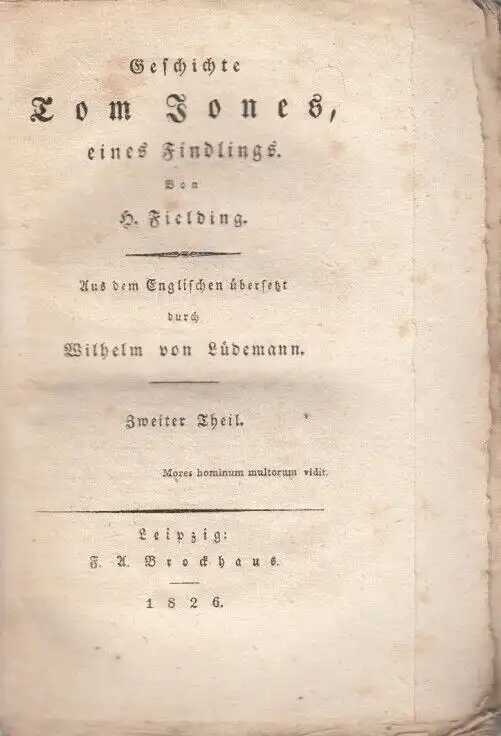 Geschichte
Tom Jones,
eines Findlings.
Von
H. Fielding.
Aus dem Englischen übersetzt
durch
Wilhelm von Lüdemann.
Zweiter Theil.
Mores hominum multorum vidit.
Leipzig:
F. A. Brockhaus.
1826.